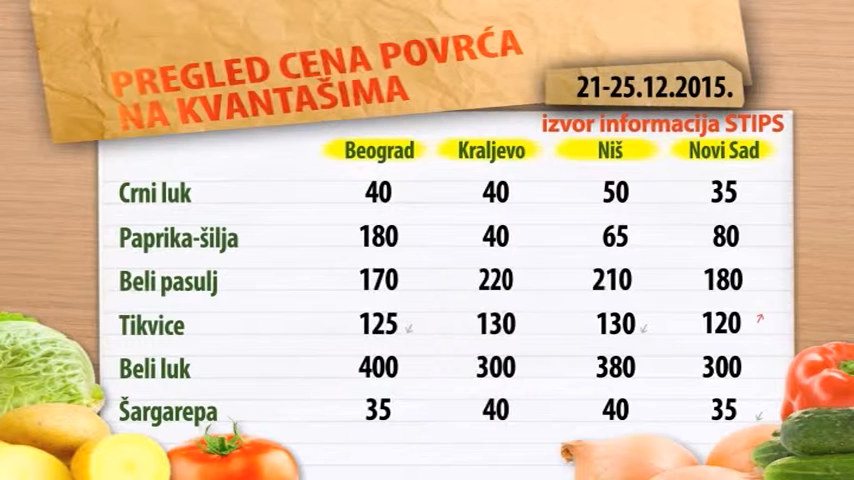 PREGLED CENA POVRĆA
NA KVANTAŠIMA
21-25.12.2015.
izvor informacija STIPS
Beograd Kraljevo Niš Novi Sad
Crni luk 40 40 50 35
Paprika-šilja 180 40 65 80
Beli pasulj 170 220 210 180
Tikvice 125 130 130 120
Beli luk 400 300 380 300
Šargarepa 35 40 40 35